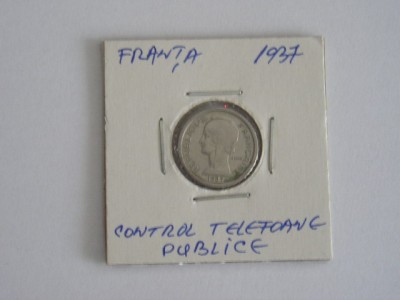 FRANȚA 1937
CONTROL TELEFOANE
PUBLICE